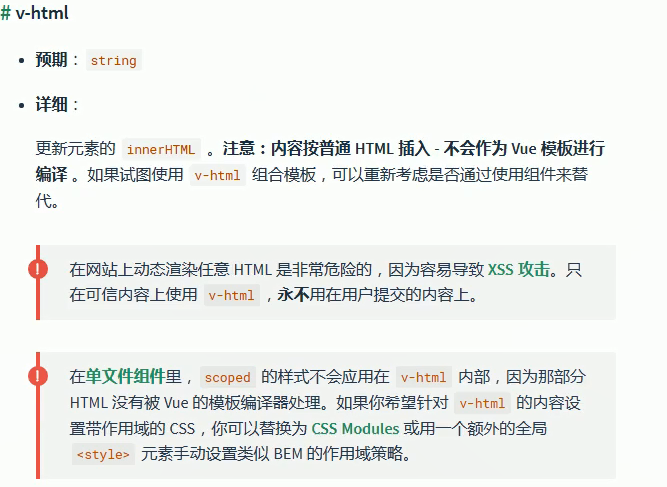 # v-html
• 预期：string
• 详细：
更新元素的 innerHTML 。注意：内容按普通 HTML 插入 - 不会作为 Vue 模板进行
编译 。如果试图使用 v-html 组合模板，可以重新考虑是否通过使用组件来替
代。
! 在网站上动态渲染任意 HTML 是非常危险的，因为容易导致 XSS 攻击。只
在可信内容上使用 v-html ，永不用在用户提交的内容上。
! 在单文件组件里， scoped 的样式不会应用在 v-html 内部，因为那部分
HTML 没有被 Vue 的模板编译器处理。如果你希望针对 v-html 的内容设
置带作用域的 CSS，你可以替换为 CSS Modules 或用一个额外的全局
<style> 元素手动设置类似 BEM 的作用域策略。